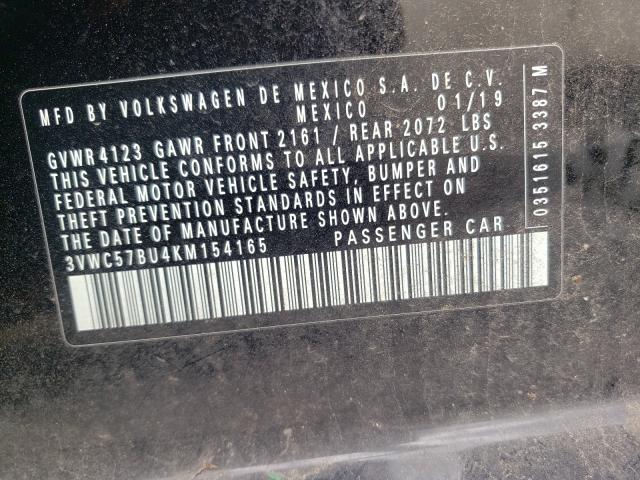 MFD BY VOLKSWAGEN DE MEXICO S.A. DE C.V.
MEXICO 01/19
GVWR 4123 GAWR FRONT 2161 / REAR 2072 LBS
THIS VEHICLE CONFORMS TO ALL APPLICABLE U.S.
FEDERAL MOTOR VEHICLE SAFETY, BUMPER AND
THEFT PREVENTION STANDARDS IN EFFECT ON
THE DATE OF MANUFACTURE SHOWN ABOVE.
3VWC57BU4KM154165 PASSENGER CAR
0351615 3387 M